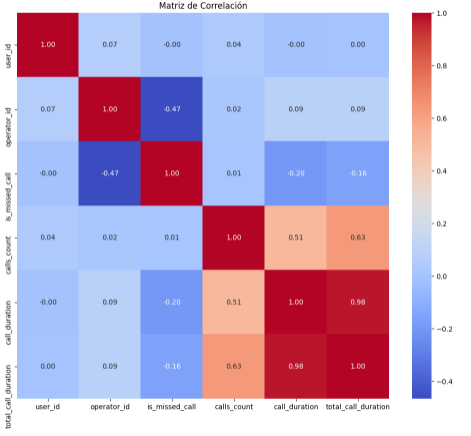 Matriz de Correlación
user_id 1.00 0.07 -0.00 0.04 -0.00 0.00
operator_id 0.07 1.00 -0.47 0.02 0.09 0.09
is_missed_call -0.00 -0.47 1.00 0.01 -0.20 -0.16
calls_count 0.04 0.02 0.01 1.00 0.51 0.63
call_duration -0.00 0.09 -0.20 0.51 1.00 0.98
total_call_duration 0.00 0.09 -0.16 0.63 0.98 1.00
user_id operator_id is_missed_call calls_count call_duration total_call_duration
1.0
0.8
0.6
0.4
0.2
0.0
-0.2
-0.4